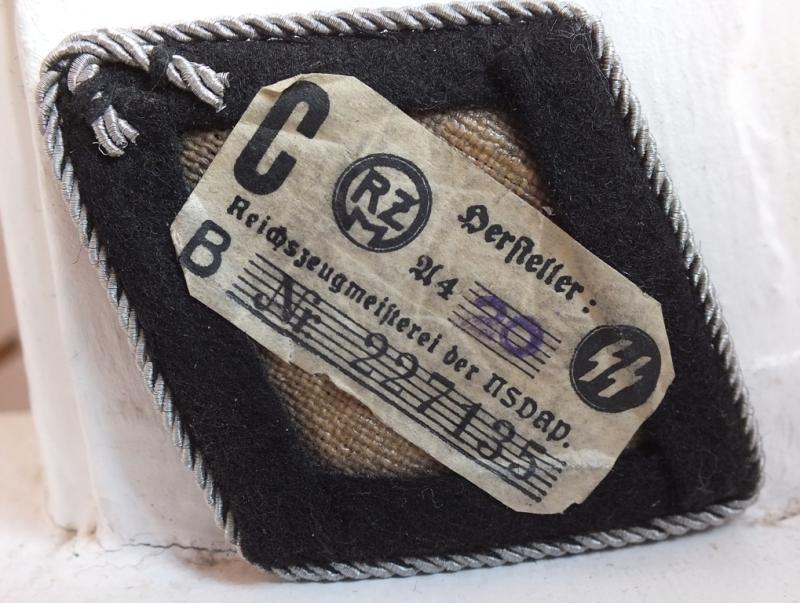 C
RZM
Hersteller:
B
A4 20
Reichszeugmeisterei der NSDAP.
Nr 227135